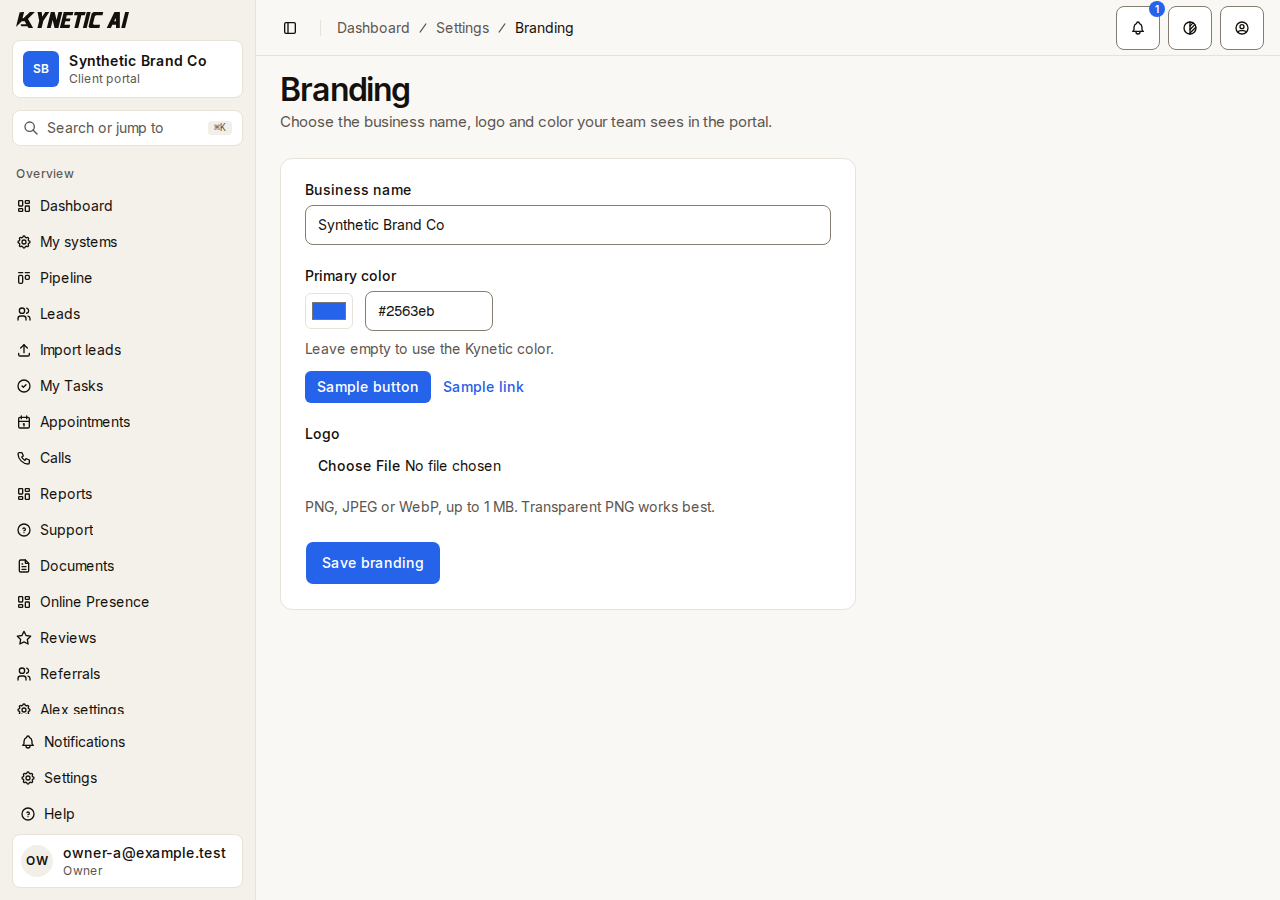 KYNETIC AI
SB
Synthetic Brand Co
Client portal
Search or jump to
⌘K
Overview
Dashboard
My systems
Pipeline
Leads
Import leads
My Tasks
Appointments
Calls
Reports
Support
Documents
Online Presence
Reviews
Referrals
Alex settings
Notifications
Settings
Help
OW
owner-a@example.test
Owner
Dashboard / Settings / Branding
1
Branding
Choose the business name, logo and color your team sees in the portal.
Business name
Synthetic Brand Co
Primary color
#2563eb
Leave empty to use the Kynetic color.
Sample button Sample link
Logo
Choose File No file chosen
PNG, JPEG or WebP, up to 1 MB. Transparent PNG works best.
Save branding